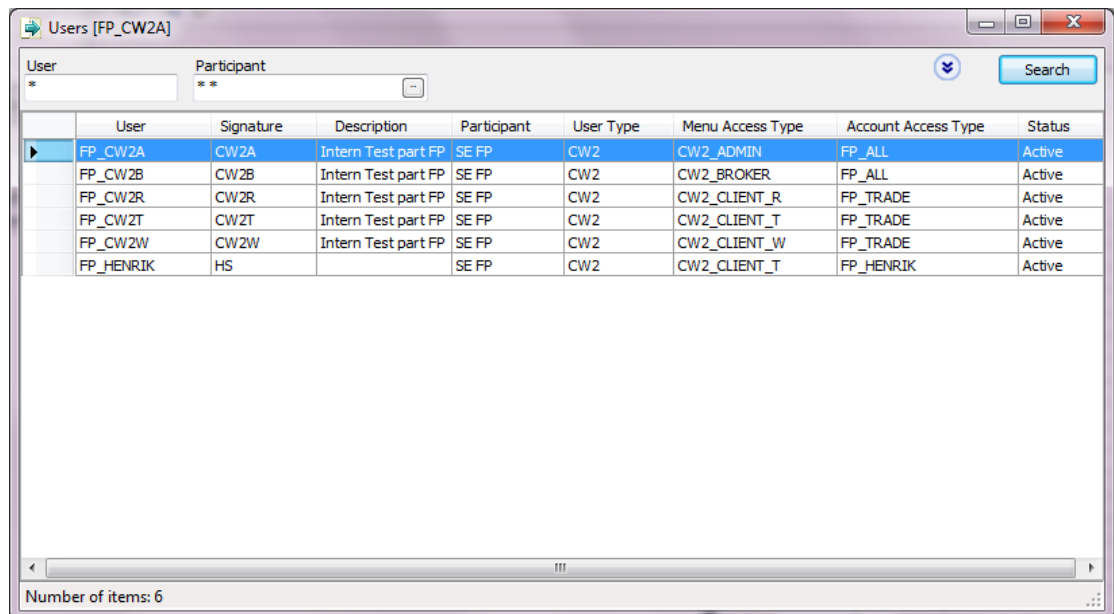 Users [FP_CW2A]
User Participant
* * * .. Search
User Signature Description Participant User Type Menu Access Type Account Access Type Status
FP_CW2A CW2A Intern Test part FP SE FP CW2 CW2_ADMIN FP_ALL Active
FP_CW2B CW2B Intern Test part FP SE FP CW2 CW2_BROKER FP_ALL Active
FP_CW2R CW2R Intern Test part FP SE FP CW2 CW2_CLIENT_R FP_TRADE Active
FP_CW2T CW2T Intern Test part FP SE FP CW2 CW2_CLIENT_T FP_TRADE Active
FP_CW2W CW2W Intern Test part FP SE FP CW2 CW2_CLIENT_W FP_TRADE Active
FP_HENRIK HS SE FP CW2 CW2_CLIENT_T FP_HENRIK Active
Number of items: 6